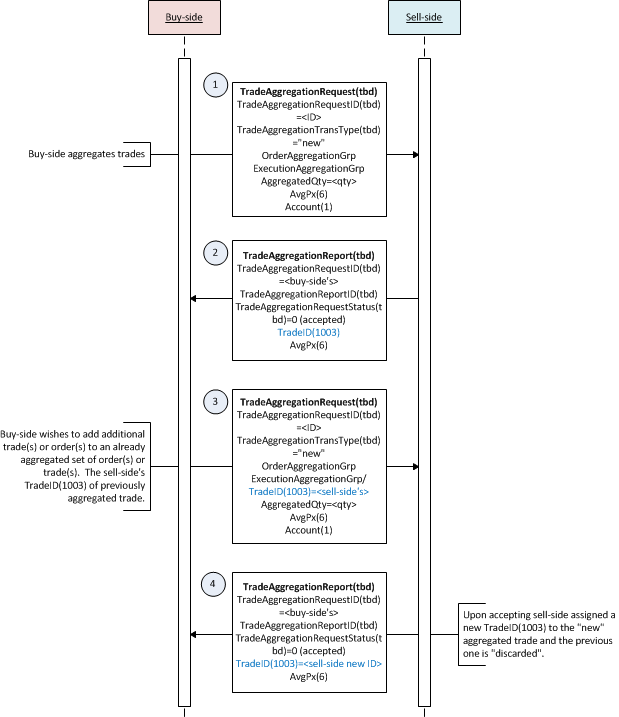 Buy-side
Sell-side
1
TradeAggregationRequest(tbd)
TradeAggregationRequestID(tbd)
=<ID>
TradeAggregationTransType(tbd)
="new"
OrderAggregationGrp
ExecutionAggregationGrp
AggregatedQty=<qty>
AvgPx(6)
Account(1)
Buy-side aggregates trades
2
TradeAggregationReport(tbd)
TradeAggregationRequestID(tbd)
=<buy-side's>
TradeAggregationReportID(tbd)
TradeAggregationRequestStatus(t
bd)=0 (accepted)
TradeID(1003)
AvgPx(6)
3
TradeAggregationRequest(tbd)
TradeAggregationRequestID(tbd)
=<ID>
TradeAggregationTransType(tbd)
="new"
OrderAggregationGrp
ExecutionAggregationGrp/
TradeID(1003)=<sell-side's>
AggregatedQty=<qty>
AvgPx(6)
Account(1)
Buy-side wishes to add additional
trade(s) or order(s) to an already
aggregated set of order(s) or
trade(s).  The sell-side's
TradeID(1003) of previously
aggregated trade.
4
TradeAggregationReport(tbd)
TradeAggregationRequestID(tbd)
=<buy-side's>
TradeAggregationReportID(tbd)
TradeAggregationRequestStatus(t
bd)=0 (accepted)
TradeID(1003)=<sell-side new ID>
AvgPx(6)
Upon accepting sell-side assigned a
new TradeID(1003) to the "new"
aggregated trade and the previous
one is "discarded".